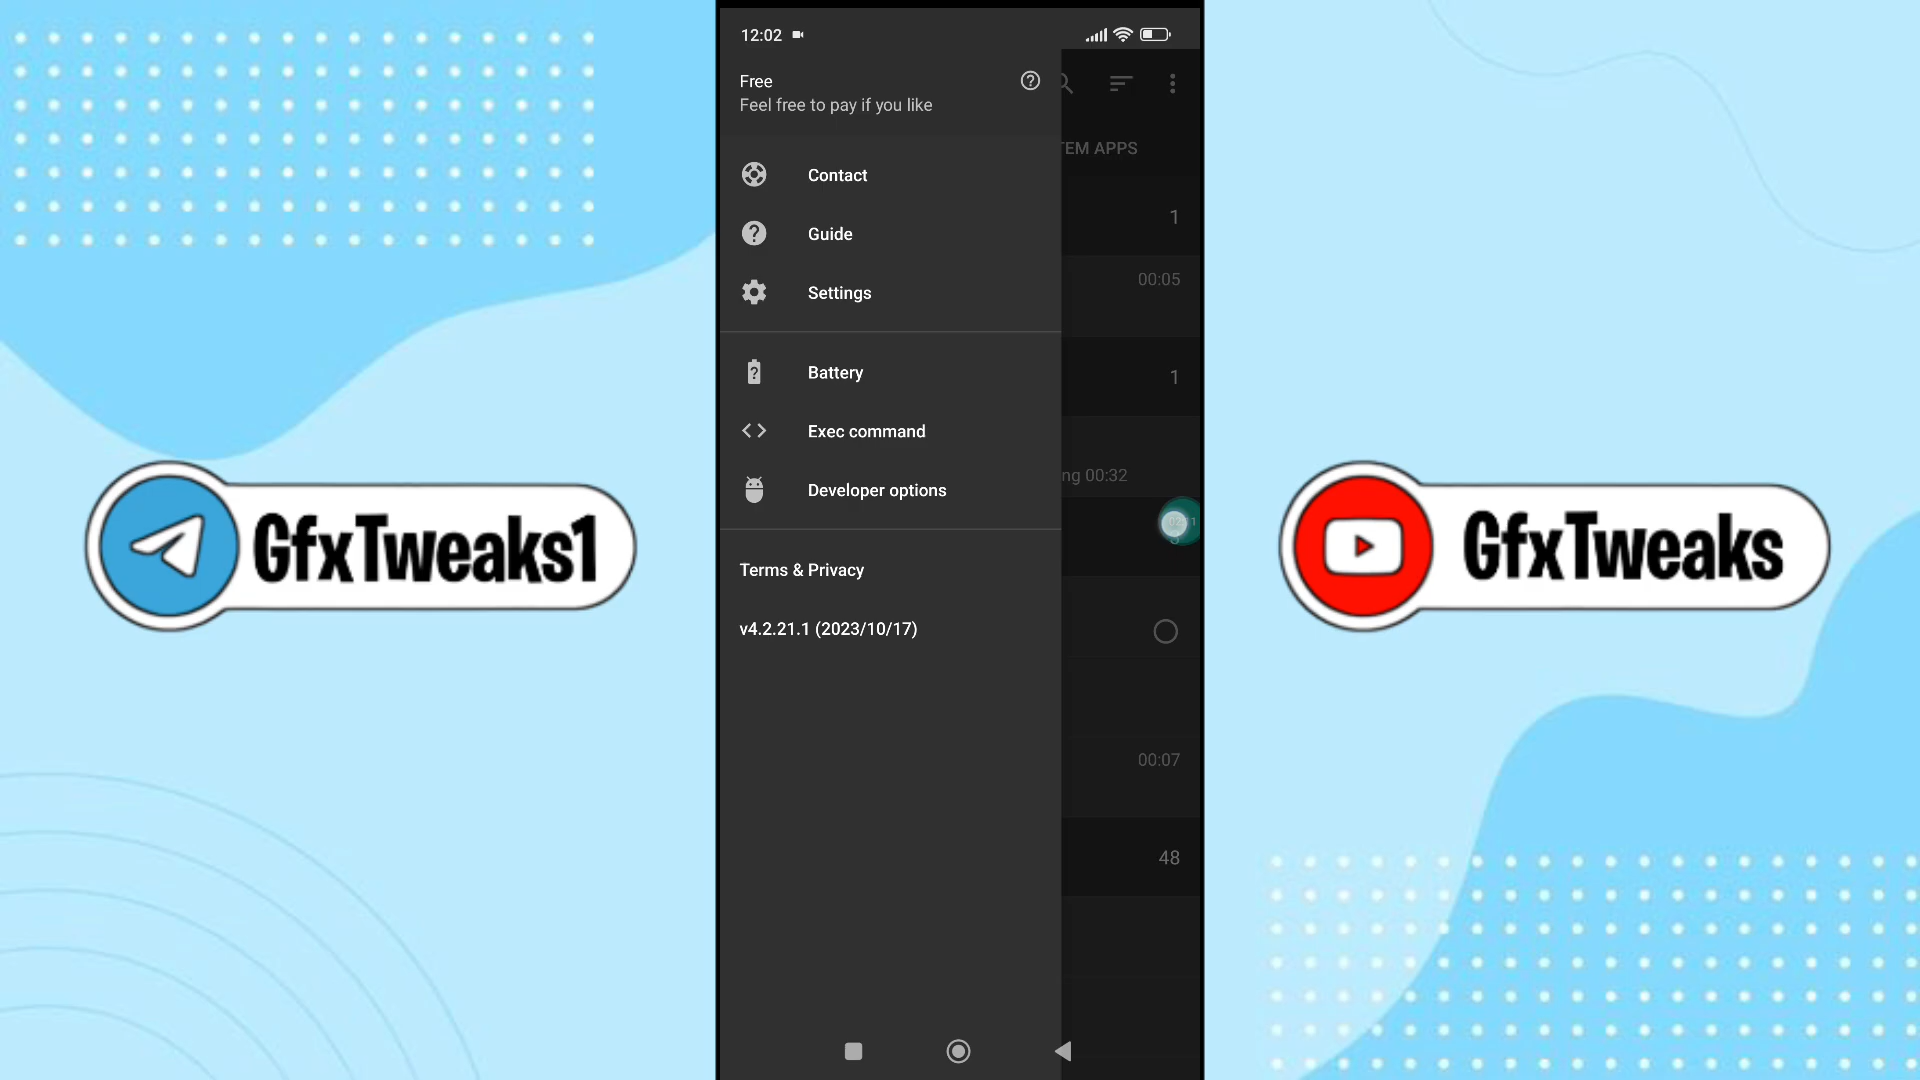 12:02
Free
Feel free to pay if you like
TEM APPS
Contact
1
Guide
00:05
Settings
Battery
1
Exec command
ng 00:32
Developer options
GfxTweaks1
GfxTweaks
Terms & Privacy
v4.2.21.1 (2023/10/17)
00:07
48